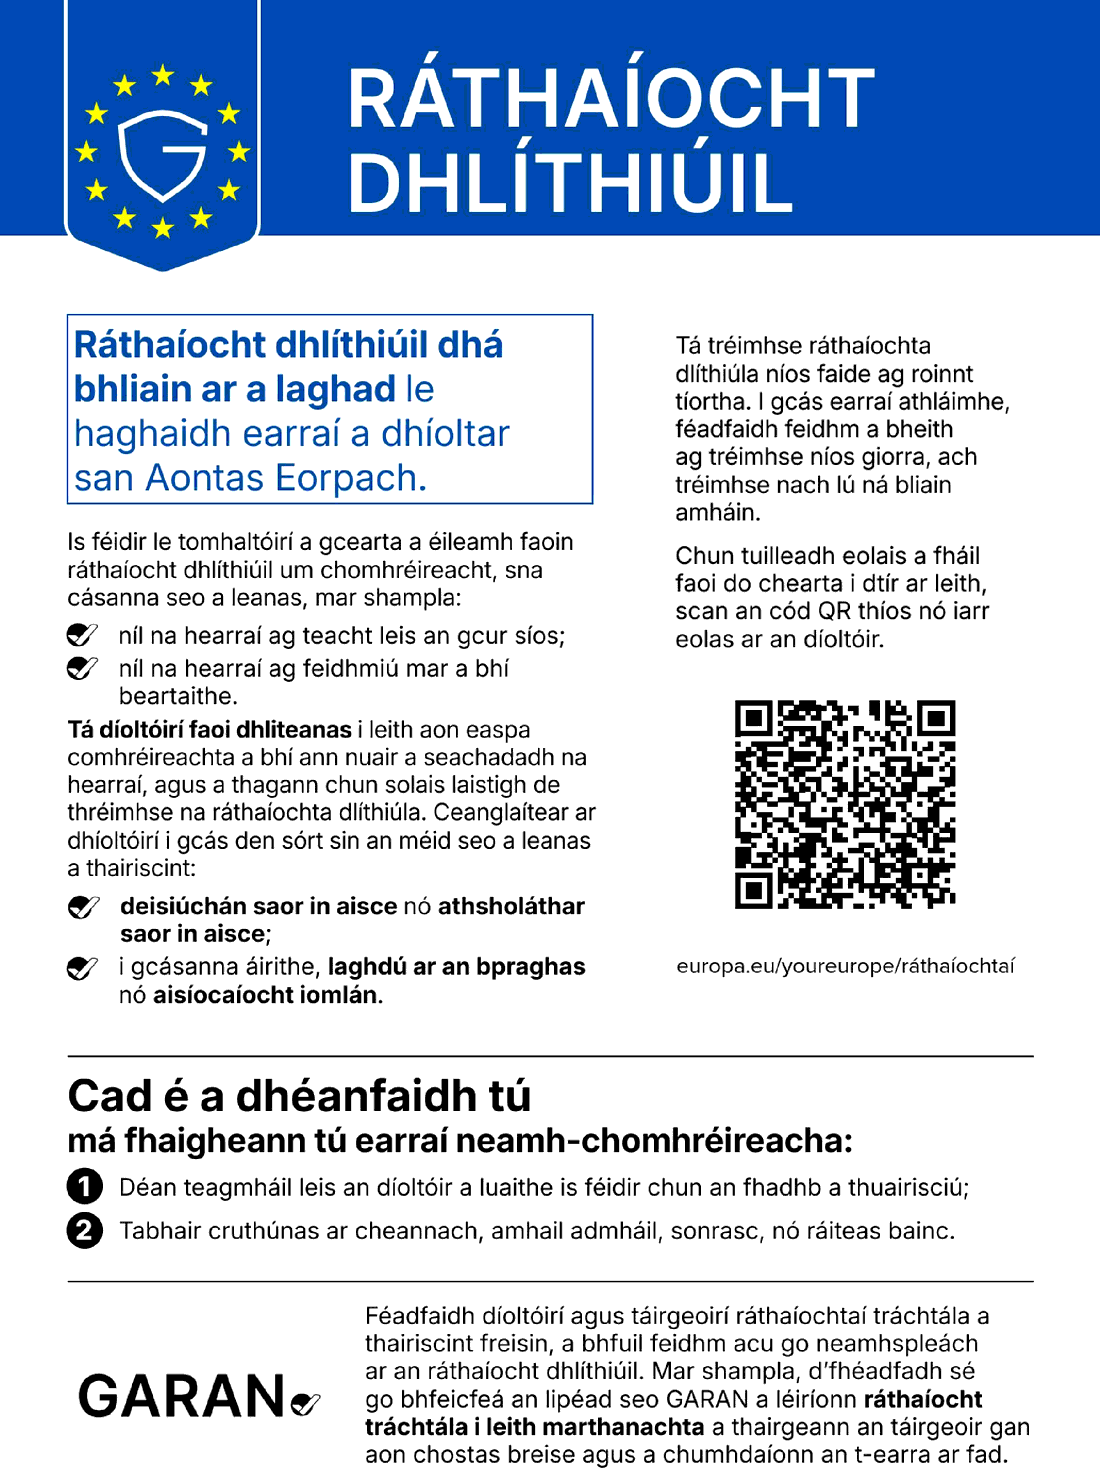 RÁTHAÍOCHT
DHLÍTHIÚIL
Ráthaíocht dhlíthiúil dhá
bhliain ar a laghad le
haghaidh earraí a dhíoltar
san Aontas Eorpach.
Is féidir le tomhaltóirí a gcearta a éileamh faoin
ráthaíocht dhlíthiúil um chomhréireacht, sna
cásanna seo a leanas, mar shampla:
níl na hearraí ag teacht leis an gcur síos;
níl na hearraí ag feidhmiú mar a bhí
beartaithe.
Tá díoltóirí faoi dhliteanas i leith aon easpa
comhréireachta a bhí ann nuair a seachadadh na
hearraí, agus a thagann chun solais laistigh de
thréimhse na ráthaíochta dlíthiúla. Ceanglaítear ar
dhíoltóirí i gcás den sórt sin an méid seo a leanas
a thairiscint:
deisiúchán saor in aisce nó athsholáthar
saor in aisce;
i gcásanna áirithe, laghdú ar an bpraghas
nó aisíocaíocht iomlán.
Tá tréimhse ráthaíochta
dlíthiúla níos faide ag roinnt
tíortha. I gcás earraí athláimhe,
féadfaidh feidhm a bheith
ag tréimhse níos giorra, ach
tréimhse nach lú ná bliain
amháin.
Chun tuilleadh eolais a fháil
faoi do chearta i dtír ar leith,
scan an cód QR thíos nó iarr
eolas ar an díoltóir.
europa.eu/youreurope/ráthaíochtaí
Cad é a dhéanfaidh tú
má fhaigheann tú earraí neamh-chomhréireacha:
1 Déan teagmháil leis an díoltóir a luaithe is féidir chun an fhadhb a thuairisciú;
2 Tabhair cruthúnas ar cheannach, amhail admháil, sonrasc, nó ráiteas bainc.
GARAN
Féadfaidh díoltóirí agus táirgeoirí ráthaíochtaí tráchtála a
thairiscint freisin, a bhfuil feidhm acu go neamhspleách
ar an ráthaíocht dhlíthiúil. Mar shampla, d'fhéadfadh sé
go bhfeicfeá an lipéad seo GARAN a léiríonn ráthaíocht
tráchtála i leith marthanachta a thairgeann an táirgeoir gan
aon chostas breise agus a chumhdaíonn an t-earra ar fad.